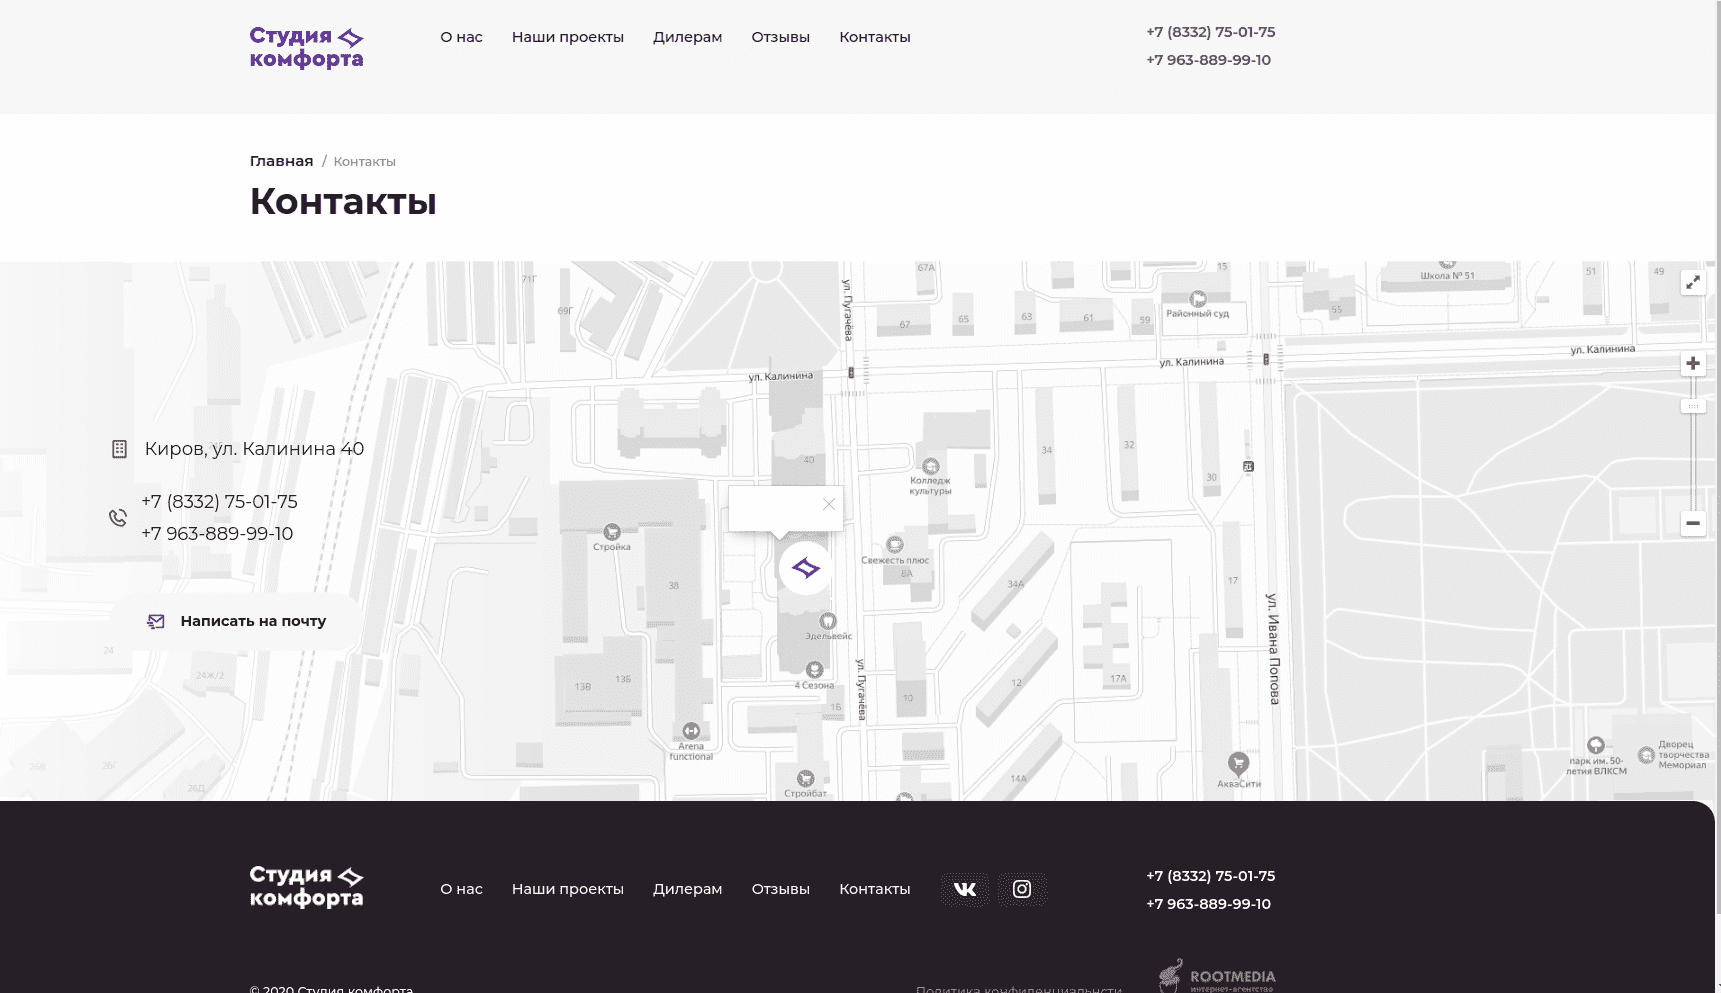 Студия
комфорта
О нас
Наши проекты
Дилерам
Отзывы
Контакты
+7 (8332) 75-01-75
+7 963-889-99-10
Главная / Контакты
Контакты
71Г
69Г
67А
15
Школа № 51
51
49
ул. Пугачёва
67
65
63
61
59
Районный суд
55
ул. Калинина
ул. Калинина
ул. Калинина
Киров, ул. Калинина 40
40
34
32
30
Колледж
культуры
+7 (8332) 75-01-75
+7 963-889-99-10
Стройка
Свежесть плюс
8А
38
34А
17
Написать на почту
Эдельвейс
ул. Ивана Попова
24
24Ж/2
13В
13Б
4 Сезона
1Б
ул. Пугачёва
10
12
17А
Arena
functional
26В
26Г
26Д
Стройбат
14А
АкваСити
парк им. 50-
летия ВЛКСМ
Дворец
творчества
Мемориал
Студия
комфорта
О нас
Наши проекты
Дилерам
Отзывы
Контакты
+7 (8332) 75-01-75
+7 963-889-99-10
© 2020 Студия комфорта
Политика конфиденциальнсти
ROOTMEDIA
интернет-агентство